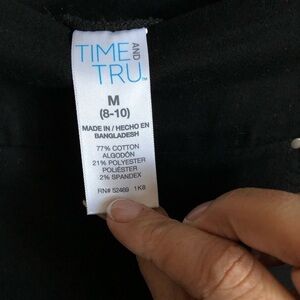 TIME AND
TRU™
M
(8-10)
MADE IN / HECHO EN
BANGLADESH
77% COTTON
ALGODÓN
21% POLYESTER
POLIÉSTER
2% SPANDEX
RN# 52469 1K8